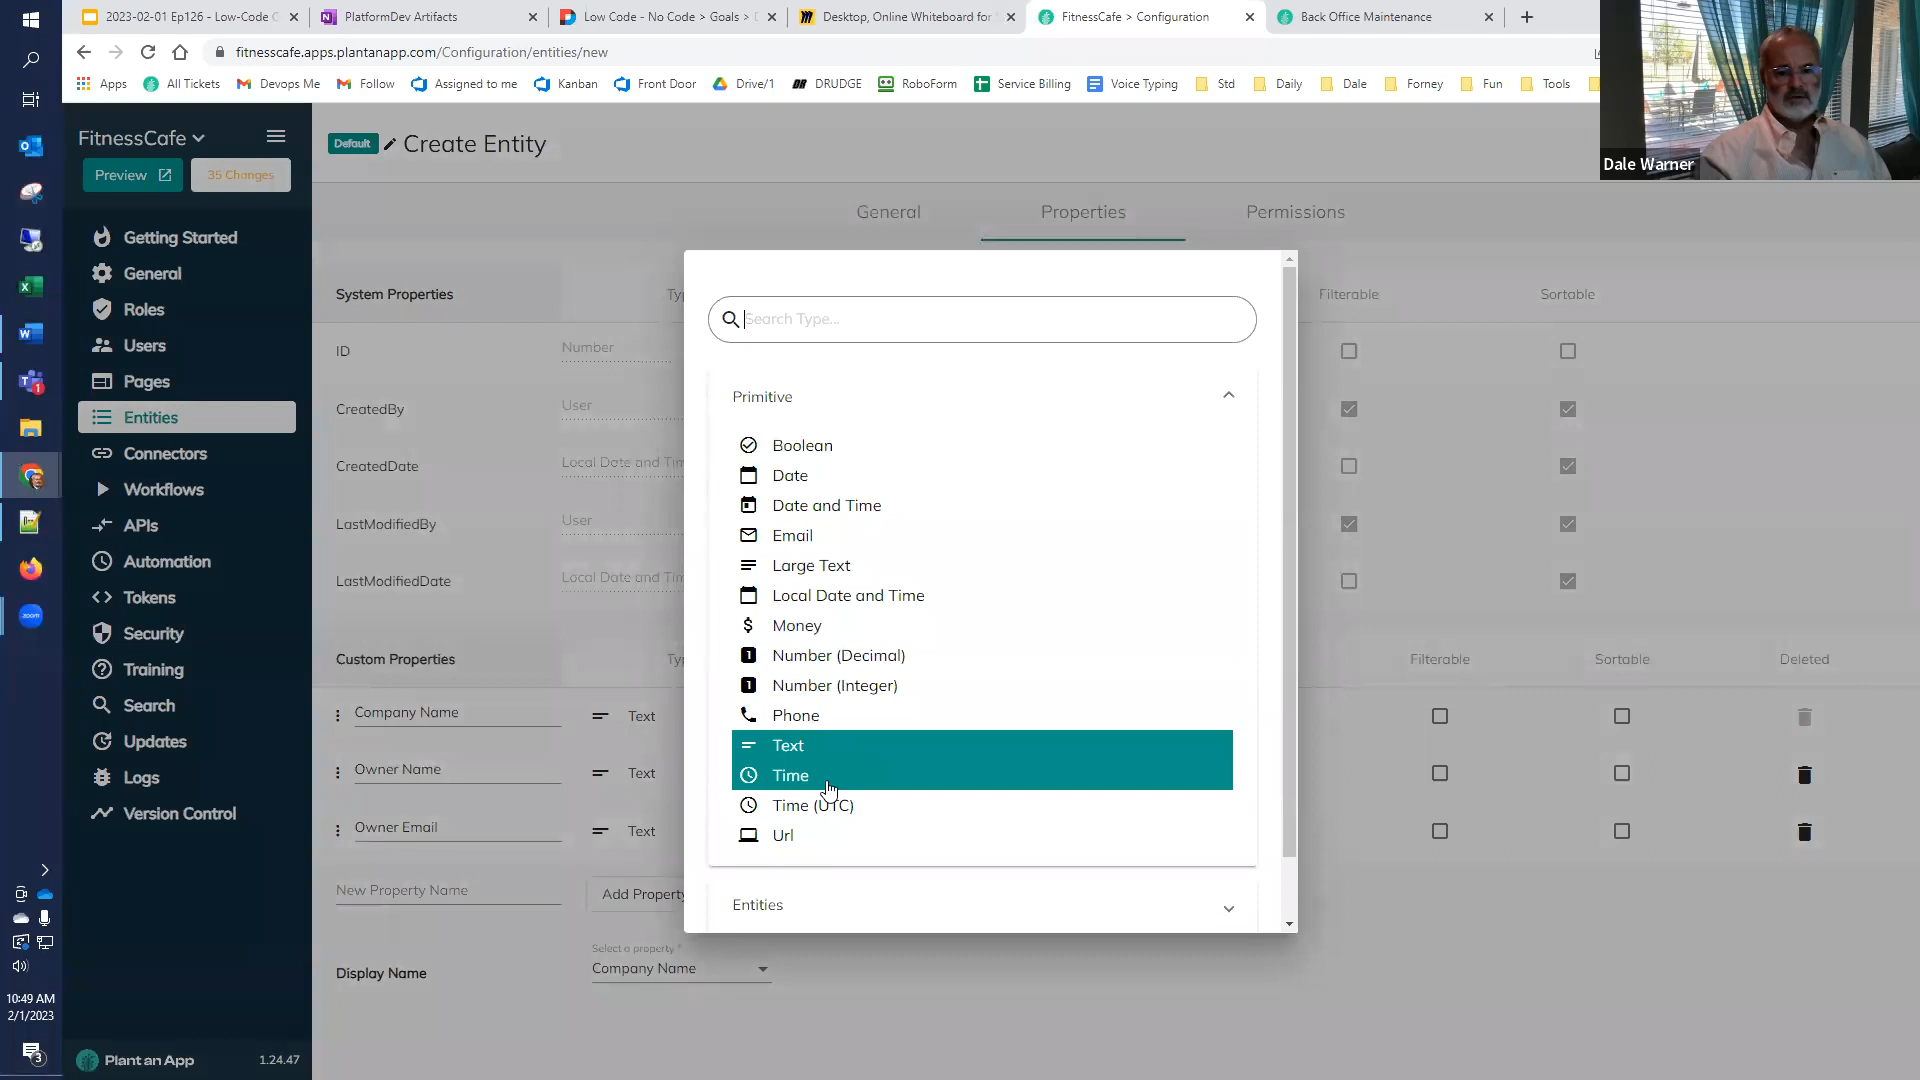 2023-02-01 Ep126 - Low-Code C
PlatformDev Artifacts
Low Code - No Code > Goals >
Desktop, Online Whiteboard for
FitnessCafe > Configuration
Back Office Maintenance
fitnesscafe.apps.plantanapp.com/Configuration/entities/new
Apps
All Tickets
Devops Me
Follow
Assigned to me
Kanban
Front Door
Drive/1
DRUDGE
RoboForm
Service Billing
Voice Typing
Std
Daily
Dale
Forney
Fun
Tools
Dale Warner
FitnessCafe
Preview
35 Changes
Getting Started
General
Roles
Users
Pages
Entities
Connectors
Workflows
APIs
Automation
Tokens
Security
Training
Search
Updates
Logs
Version Control
Plant an App
1.24.47
10:49 AM
2/1/2023
3
1
zoom
Default
Create Entity
General
Properties
Permissions
System Properties
Filterable
Sortable
ID
Number
CreatedBy
User
CreatedDate
Local Date and Tim
LastModifiedBy
User
LastModifiedDate
Local Date and Tim
Custom Properties
Filterable
Sortable
Deleted
Company Name
Text
Owner Name
Text
Owner Email
Text
New Property Name
Add Property
Display Name
Select a property *
Company Name
Search Type...
Primitive
Boolean
Date
Date and Time
Email
Large Text
Local Date and Time
Money
Number (Decimal)
Number (Integer)
Phone
Text
Time
Time (UTC)
Url
Entities